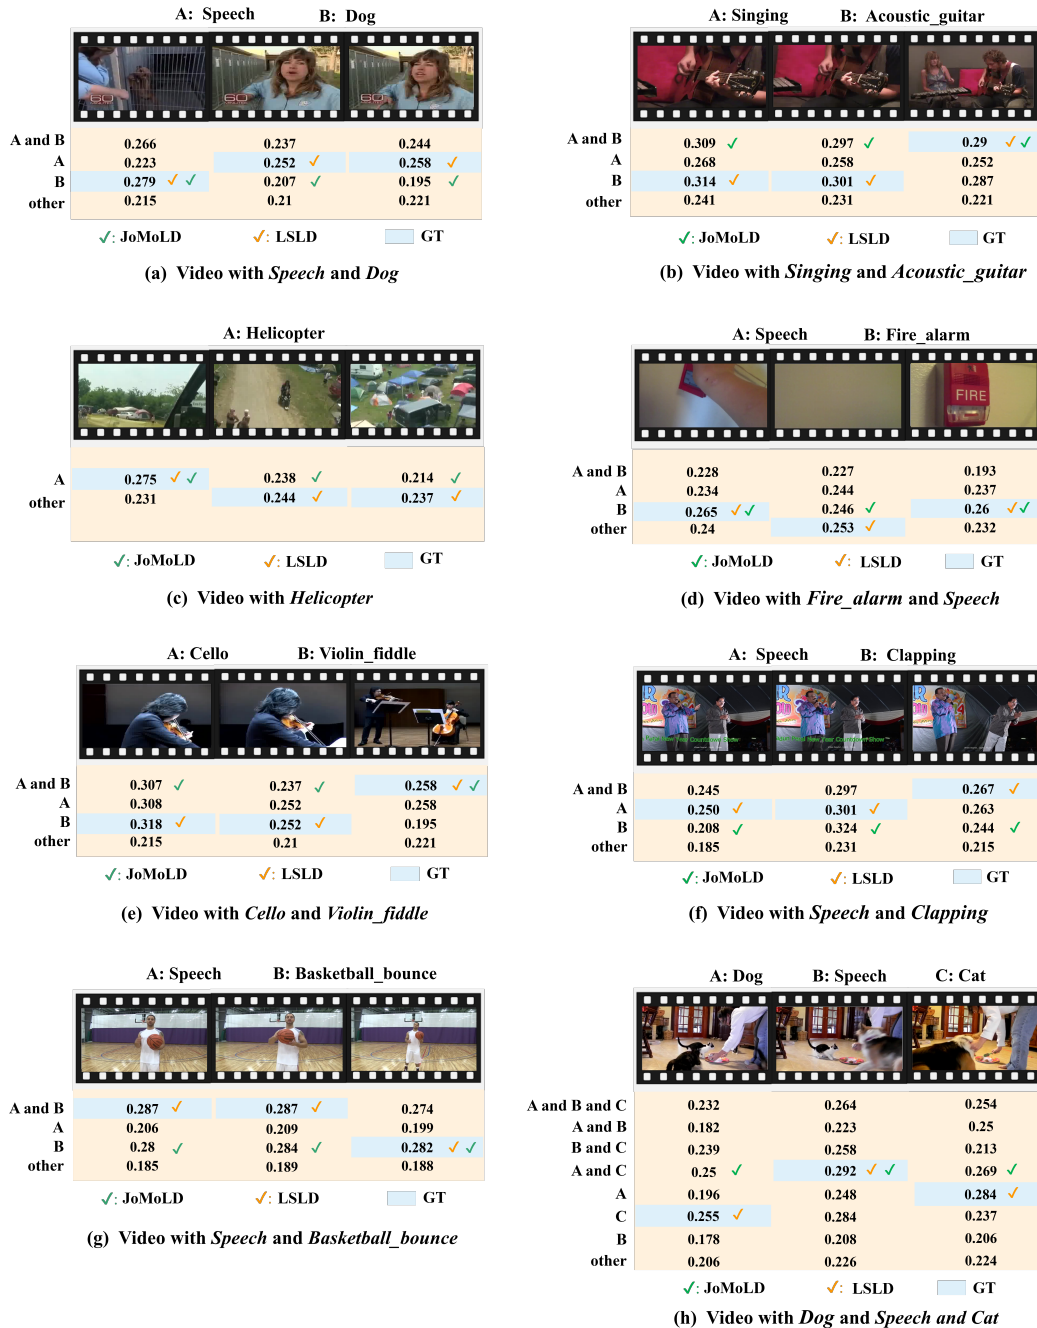 A: Speech B: Dog
60
60
60
A and B 0.266 0.237 0.244
A 0.223 0.252 0.258
B 0.279 0.207 0.195
other 0.215 0.21 0.221
✓: JoMoLD ✓: LSLD GT
(a) Video with Speech and Dog
A: Singing B: Acoustic_guitar
A and B 0.309 0.297 0.29
A 0.268 0.258 0.252
B 0.314 0.301 0.287
other 0.241 0.231 0.221
✓: JoMoLD ✓: LSLD GT
(b) Video with Singing and Acoustic_guitar
A: Helicopter
A 0.275 0.238 0.214
other 0.231 0.244 0.237
✓: JoMoLD ✓: LSLD GT
(c) Video with Helicopter
A: Speech B: Fire_alarm
FIRE
A and B 0.228 0.227 0.193
A 0.234 0.244 0.237
B 0.265 0.246 0.26
other 0.24 0.253 0.232
✓: JoMoLD ✓: LSLD GT
(d) Video with Fire_alarm and Speech
A: Cello B: Violin_fiddle
A and B 0.307 0.237 0.258
A 0.308 0.252 0.258
B 0.318 0.252 0.195
other 0.215 0.21 0.221
✓: JoMoLD ✓: LSLD GT
(e) Video with Cello and Violin_fiddle
A: Speech B: Clapping
A and B 0.245 0.297 0.267
A 0.250 0.301 0.263
B 0.208 0.324 0.244
other 0.185 0.231 0.215
✓: JoMoLD ✓: LSLD GT
(f) Video with Speech and Clapping
A: Speech B: Basketball_bounce
A and B 0.287 0.287 0.274
A 0.206 0.209 0.199
B 0.28 0.284 0.282
other 0.185 0.189 0.188
✓: JoMoLD ✓: LSLD GT
(g) Video with Speech and Basketball_bounce
A: Dog B: Speech C: Cat
A and B and C 0.232 0.264 0.254
A and B 0.182 0.223 0.25
B and C 0.239 0.258 0.213
A and C 0.25 0.292 0.269
A 0.196 0.248 0.284
C 0.255 0.284 0.237
B 0.178 0.208 0.206
other 0.206 0.226 0.224
✓: JoMoLD ✓: LSLD GT
(h) Video with Dog and Speech and Cat